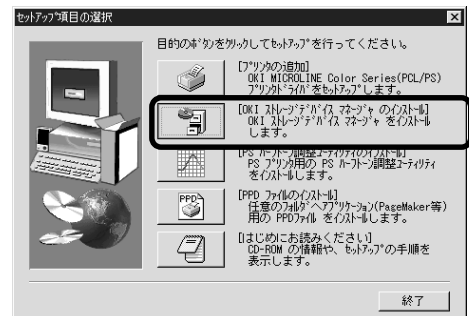 ｾｯﾄｱｯﾌﾟ項目の選択
目的のﾎﾞﾀﾝをｸﾘｯｸしてｾｯﾄｱｯﾌﾟを行ってください。
[ﾌﾟﾘﾝﾀの追加]
OKI MICROLINE Color Series(PCL/PS)
ﾌﾟﾘﾝﾀﾄﾞﾗｲﾊﾞをｾｯﾄｱｯﾌﾟします。
[OKI ｽﾄﾚｰｼﾞﾃﾞﾊﾞｲｽ ﾏﾈｰｼﾞｬ のｲﾝｽﾄｰﾙ]
OKI ｽﾄﾚｰｼﾞﾃﾞﾊﾞｲｽ ﾏﾈｰｼﾞｬ をｲﾝｽﾄｰﾙ
します。
[PS ﾊｰﾌﾄｰﾝ調整ﾕｰﾃｨﾘﾃｨのｲﾝｽﾄｰﾙ]
PS ﾌﾟﾘﾝﾀ用の PS ﾊｰﾌﾄｰﾝ調整ﾕｰﾃｨﾘﾃｨ
をｲﾝｽﾄｰﾙします。
PPD
[PPD ﾌｧｲﾙのｲﾝｽﾄｰﾙ]
任意のﾌｫﾙﾀﾞへｱﾌﾟﾘｹｰｼｮﾝ(PageMaker等)
用の PPDﾌｧｲﾙ をｲﾝｽﾄｰﾙします。
[はじめにお読みください]
CD-ROM の情報や、ｾｯﾄｱｯﾌﾟの手順を
表示します。
終了